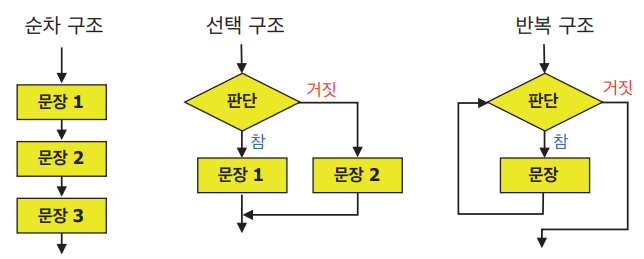 순차 구조
문장 1
문장 2
문장 3
선택 구조
판단
거짓
참
문장 1
문장 2
반복 구조
판단
거짓
참
문장